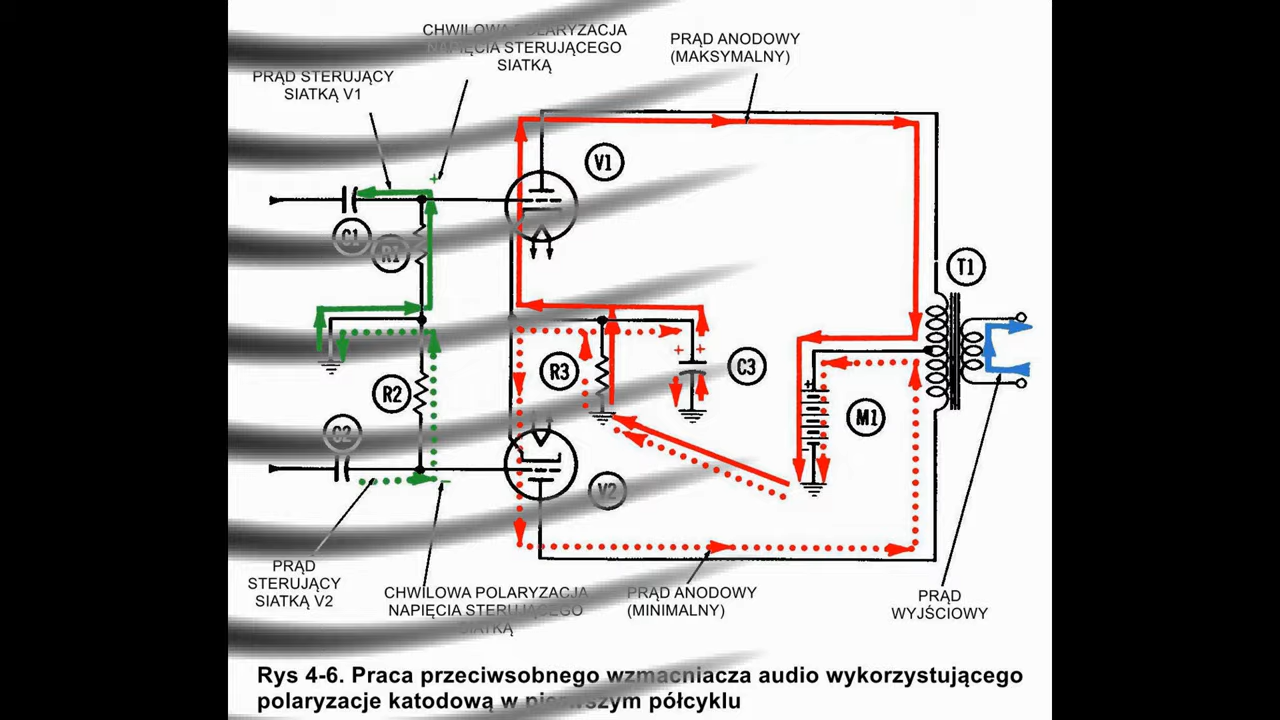 CHWILOWA POLARYZACJA
NAPIĘCIA STERUJĄCEGO
SIATKĄ
PRĄD ANODOWY
(MAKSYMALNY)
PRĄD STERUJĄCY
SIATKĄ V1
V1
+
C1
R1
T1
+ +
R3
C3
R2
+
M1
-
C2
V2
-
PRĄD
STERUJĄCY
SIATKĄ V2
CHWILOWA POLARYZACJA
NAPIĘCIA STERUJĄCEGO
SIATKĄ
PRĄD ANODOWY
(MINIMALNY)
PRĄD
WYJŚCIOWY
Rys 4-6. Praca przeciwsobnego wzmacniacza audio wykorzystującego
polaryzacje katodową w pierwszym półcyklu